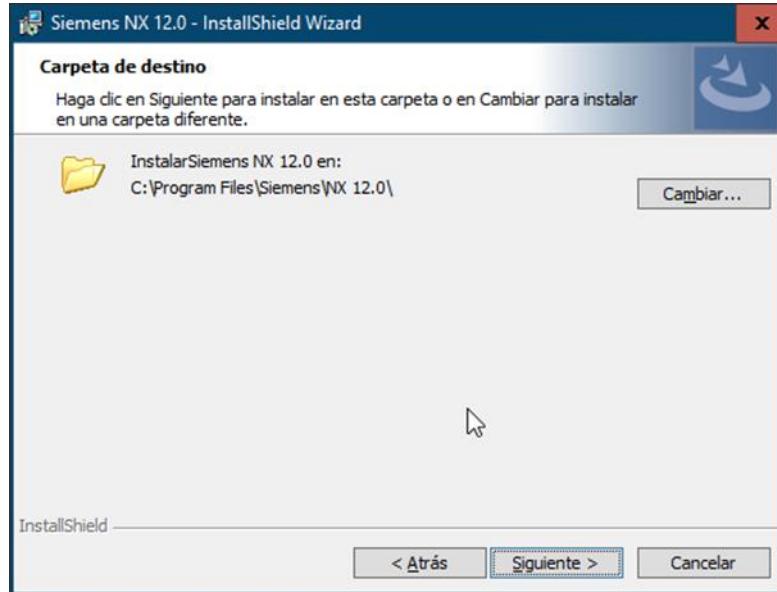 Siemens NX 12.0 - InstallShield Wizard
Carpeta de destino
Haga clic en Siguiente para instalar en esta carpeta o en Cambiar para instalar
en una carpeta diferente.
InstalarSiemens NX 12.0 en:
C:\Program Files\Siemens\NX 12.0\
Cambiar...
InstallShield
< Atrás
Siguiente >
Cancelar